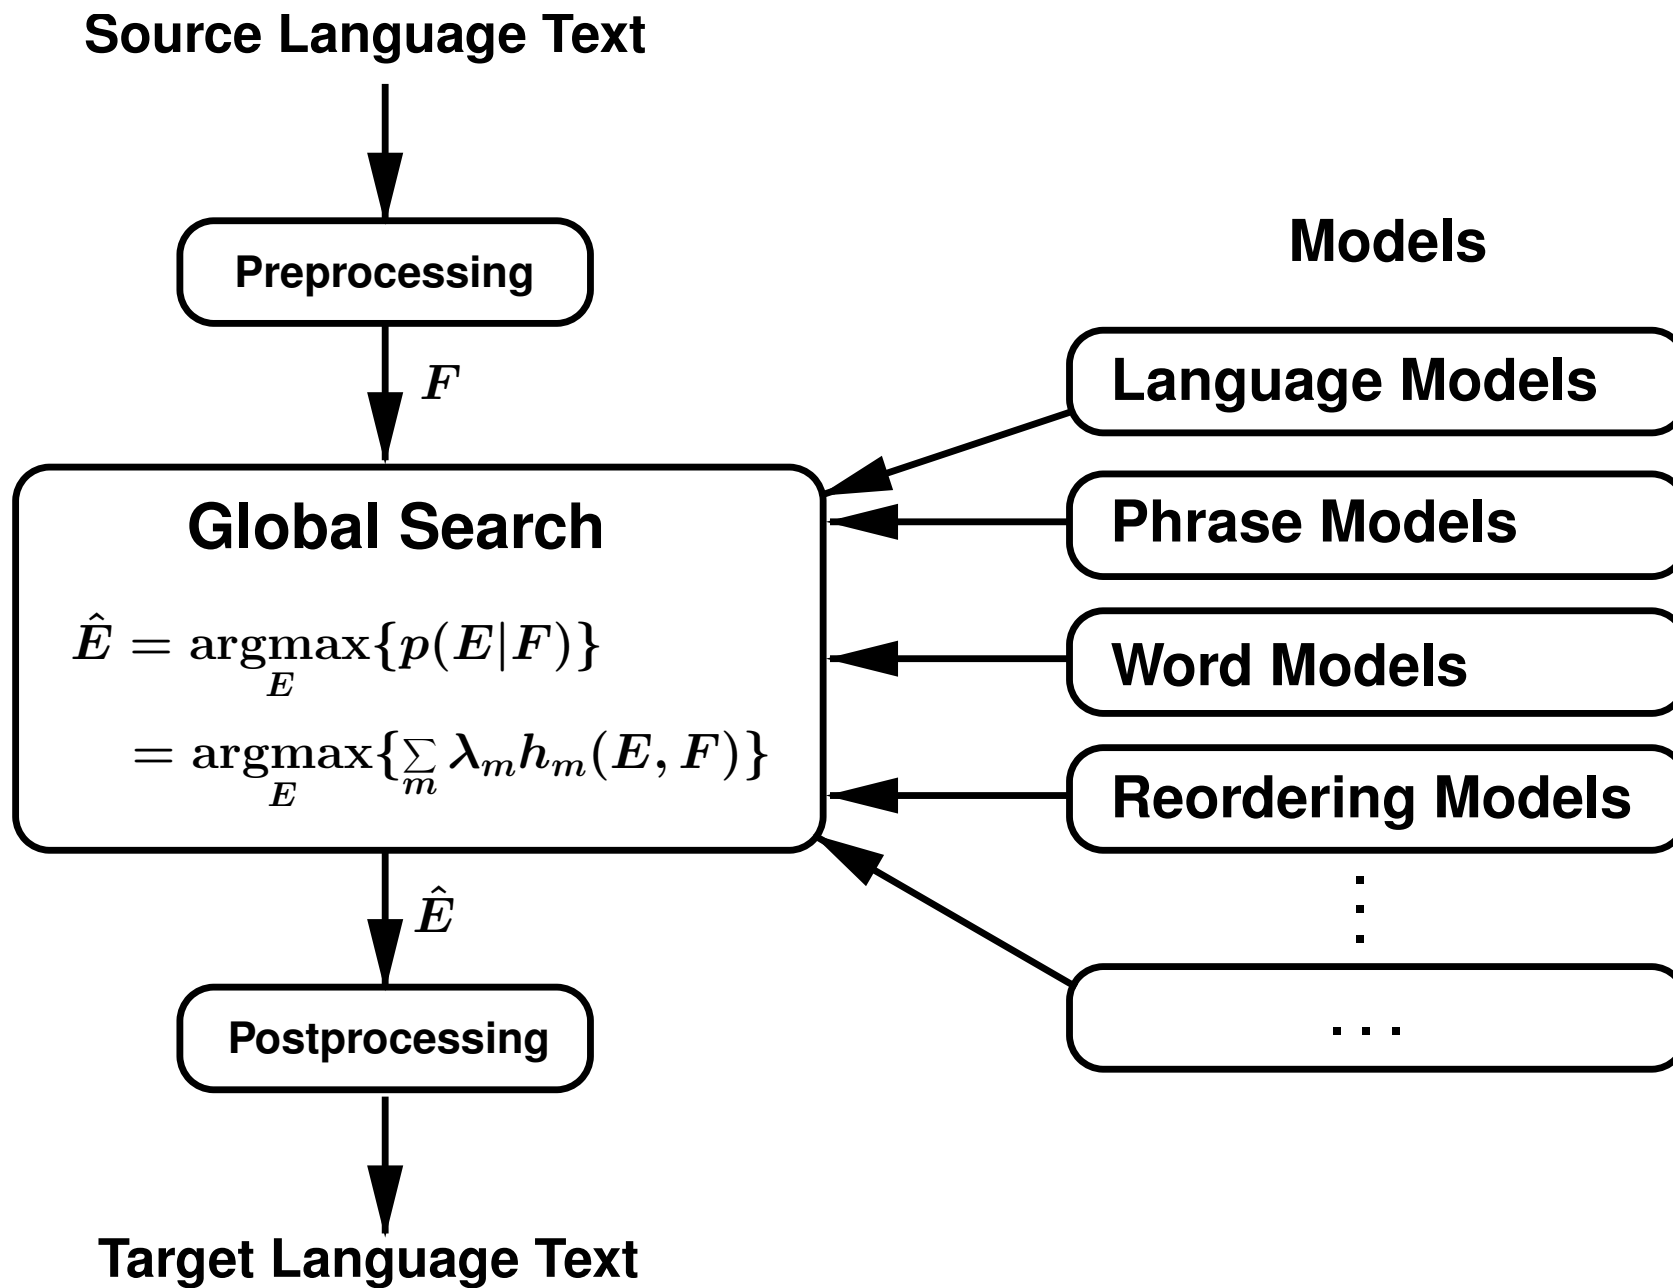 Source Language Text
Preprocessing
F
Global Search
Ê = argmax{p(E|F)}
E
= argmax{∑ λₘhₘ(E, F)}
E m
Ê
Postprocessing
Target Language Text
Models
Language Models
Phrase Models
Word Models
Reordering Models
. . .